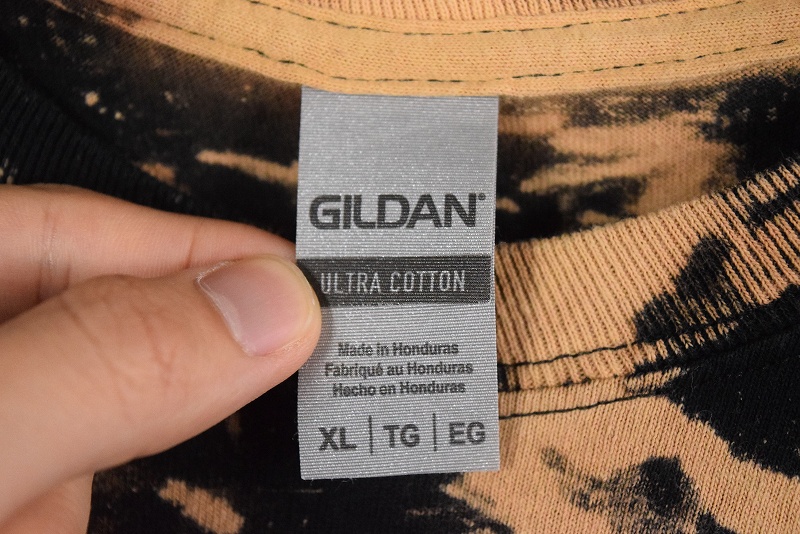 GILDAN®
ULTRA COTTON
Made in Honduras
Fabriqué au Honduras
Hecho en Honduras
XL | TG | EG